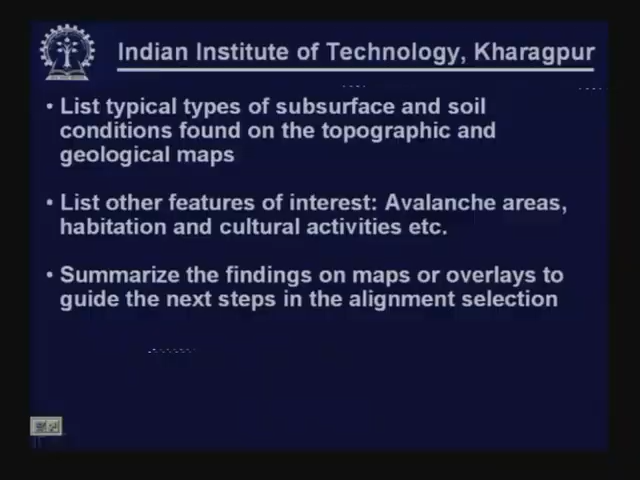 Indian Institute of Technology, Kharagpur
• List typical types of subsurface and soil
conditions found on the topographic and
geological maps
• List other features of interest: Avalanche areas,
habitation and cultural activities etc.
• Summarize the findings on maps or overlays to
guide the next steps in the alignment selection